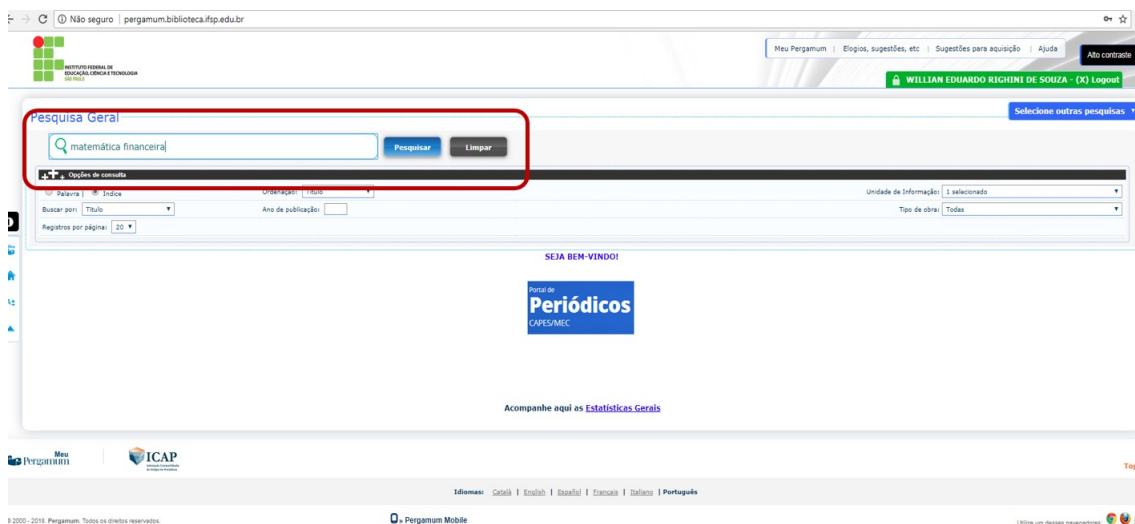 Não seguro | pergamum.biblioteca.ifsp.edu.br
Meu Pergamum | Elogios, sugestões, etc | Sugestões para aquisição | Ajuda
Alto contraste
INSTITUTO FEDERAL DE
EDUCAÇÃO, CIÊNCIA E TECNOLOGIA
SÃO PAULO
WILLIAN EDUARDO RIGHINI DE SOUZA - (X) Logout
Pesquisa Geral
Selecione outras pesquisas
matemática financeira
Pesquisar
Limpar
Opções de consulta
Palavra | Índice
Ordenação: Título
Unidade de Informação: 1 selecionado
Buscar por: Título
Ano de publicação:
Tipo de obra: Todas
Registros por página: 20
SEJA BEM-VINDO!
Portal de
Periódicos
CAPES/MEC
Acompanhe aqui as Estatísticas Gerais
Meu
Pergamum
ICAP
Top
Idiomas: Català | English | Español | Français | Italiano | Português
© 2000 - 2018. Pergamum. Todos os direitos reservados.
» Pergamum Mobile
Utilize um desses navegadores